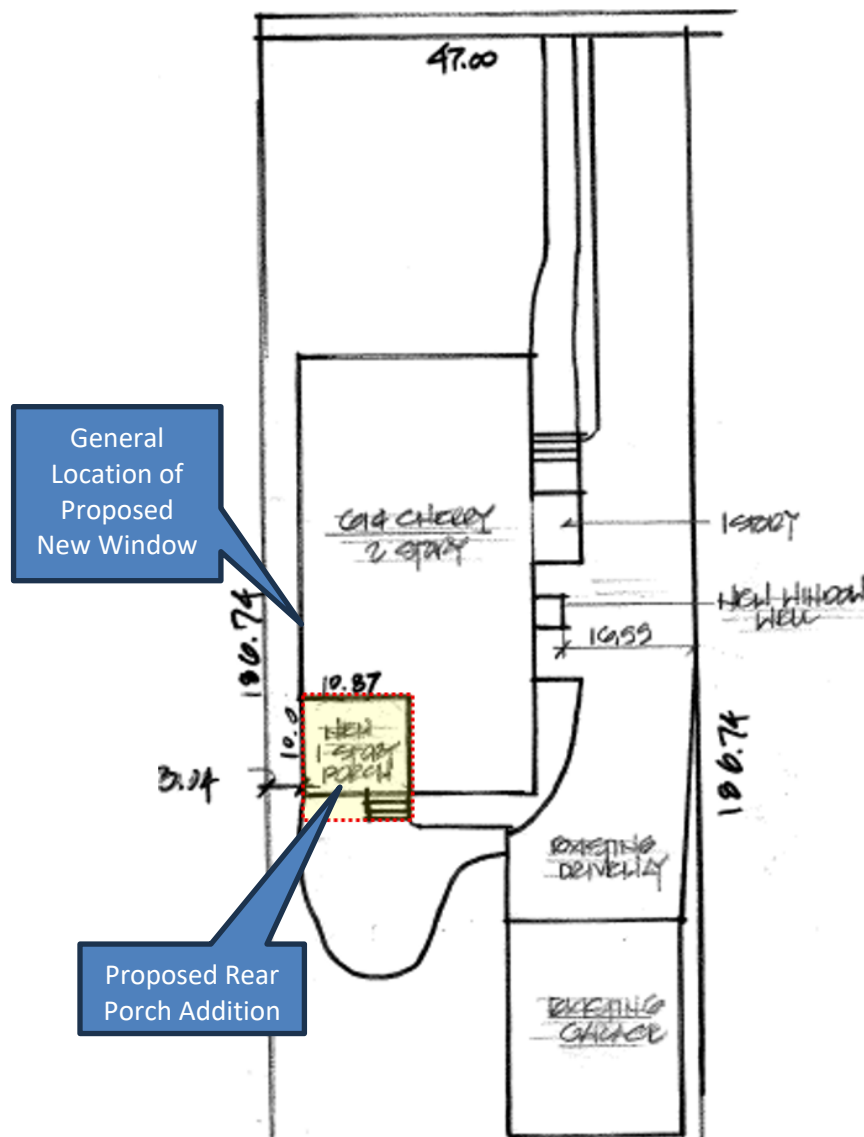 47.00
General
Location of
Proposed
New Window
694 CHERRY
2 STORY
1 STORY
NEW WINDOW
WELL
16.55
186.74
10.87
10.0
NEW
1-STORY
PORCH
3.04
186.74
EXISTING
DRIVEWAY
Proposed Rear
Porch Addition
EXISTING
GARAGE